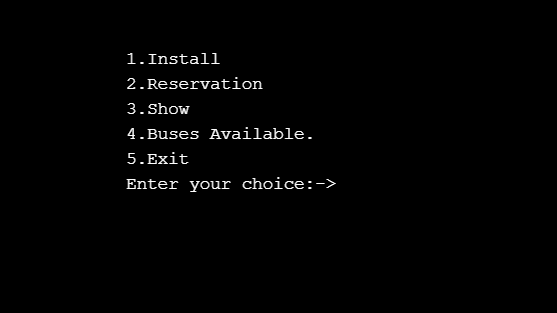 1.Install
2.Reservation
3.Show
4.Buses Available.
5.Exit
Enter your choice:->